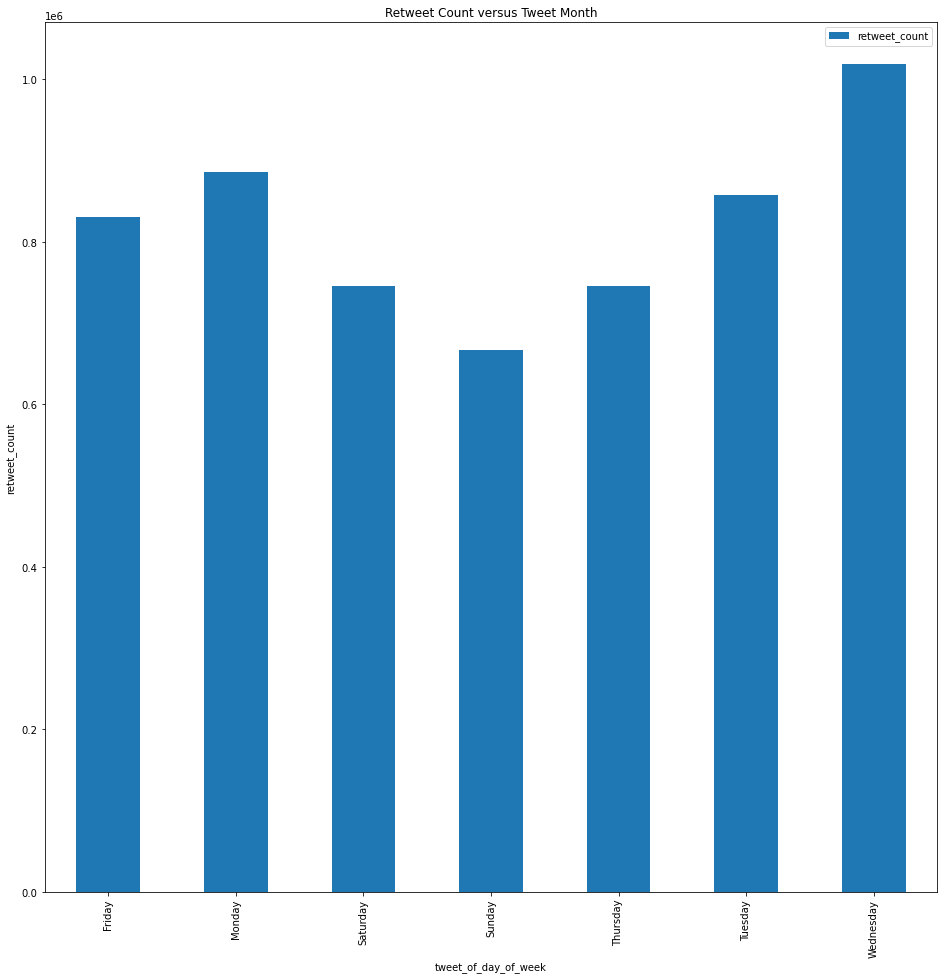 Retweet Count versus Tweet Month
1e6
retweet_count
1.0
0.8
0.6
0.4
0.2
0.0
retweet_count
Friday
Monday
Saturday
Sunday
Thursday
Tuesday
Wednesday
tweet_of_day_of_week